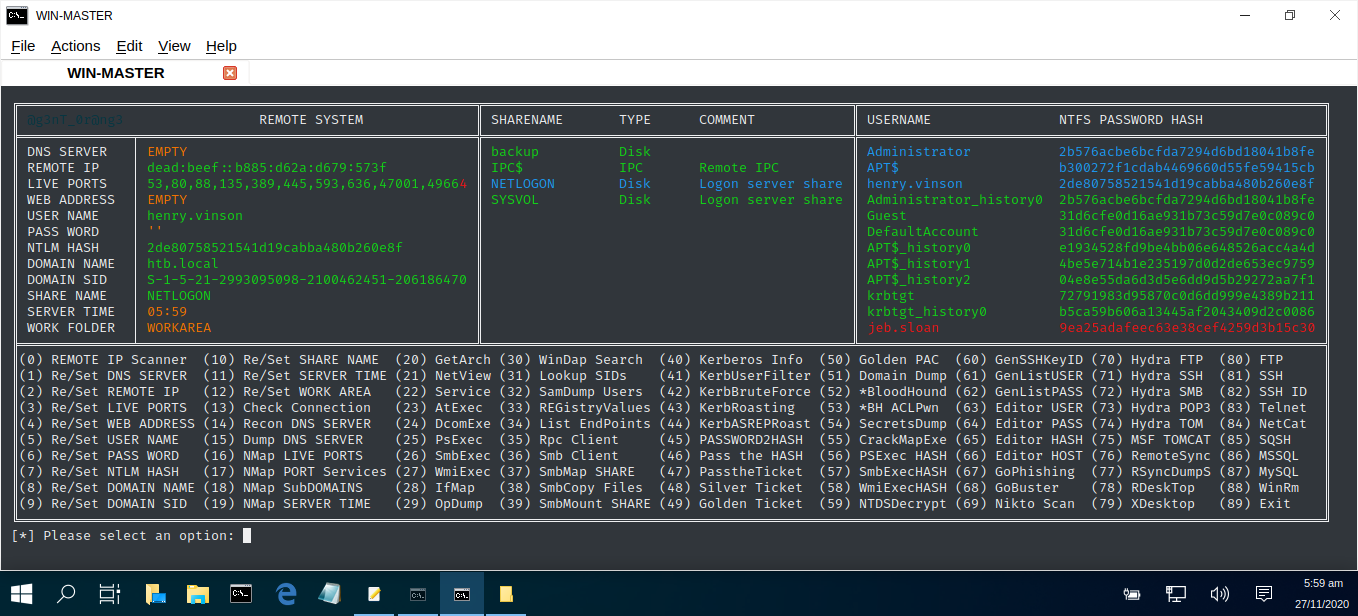 WIN-MASTER
File Actions Edit View Help
WIN-MASTER
@g3nT_0r@ng3 REMOTE SYSTEM SHARENAME TYPE COMMENT USERNAME NTFS PASSWORD HASH
DNS SERVER EMPTY backup Disk Administrator 2b576acbe6bcfda7294d6bd18041b8fe
REMOTE IP dead:beef::b885:d62a:d679:573f IPC$ IPC Remote IPC APT$ b300272f1cdab4469660d55fe59415cb
LIVE PORTS 53,80,88,135,389,445,593,636,47001,49664 NETLOGON Disk Logon server share henry.vinson 2de80758521541d19cabba480b260e8f
WEB ADDRESS EMPTY SYSVOL Disk Logon server share Administrator_history0 2b576acbe6bcfda7294d6bd18041b8fe
USER NAME henry.vinson Guest 31d6cfe0d16ae931b73c59d7e0c089c0
PASS WORD '' DefaultAccount 31d6cfe0d16ae931b73c59d7e0c089c0
NTLM HASH 2de80758521541d19cabba480b260e8f APT$_history0 e1934528fd9be4bb06e648526acc4a4d
DOMAIN NAME htb.local APT$_history1 4be5e714b1e235197d0d2de653ec9759
DOMAIN SID S-1-5-21-2993095098-2100462451-206186470 APT$_history2 04e8e55da6d3d5e6dd9d5b29272aa7f1
SHARE NAME NETLOGON krbtgt 72791983d95870c0d6dd999e4389b211
SERVER TIME 05:59 krbtgt_history0 b5ca59b606a13445af2043409d2c0086
WORK FOLDER WORKAREA jeb.sloan 9ea25adafeec63e38cef4259d3b15c30
(0) REMOTE IP Scanner (10) Re/Set SHARE NAME (20) GetArch (30) WinDap Search (40) Kerberos Info (50) Golden PAC (60) GenSSHKeyID (70) Hydra FTP (80) FTP
(1) Re/Set DNS SERVER (11) Re/Set SERVER TIME (21) NetView (31) Lookup SIDs (41) KerbUserFilter (51) Domain Dump (61) GenListUSER (71) Hydra SSH (81) SSH
(2) Re/Set REMOTE IP (12) Re/Set WORK AREA (22) Service (32) SamDump Users (42) KerbBruteForce (52) *BloodHound (62) GenListPASS (72) Hydra SMB (82) SSH ID
(3) Re/Set LIVE PORTS (13) Check Connection (23) AtExec (33) REGistryValues (43) KerbRoasting (53) *BH ACLPwn (63) Editor USER (73) Hydra POP3 (83) Telnet
(4) Re/Set WEB ADDRESS (14) Recon DNS SERVER (24) DcomExe (34) List EndPoints (44) KerbASREPRoast (54) SecretsDump (64) Editor PASS (74) Hydra TOM (84) NetCat
(5) Re/Set USER NAME (15) Dump DNS SERVER (25) PsExec (35) Rpc Client (45) PASSWORD2HASH (55) CrackMapExe (65) Editor HASH (75) MSF TOMCAT (85) SQSH
(6) Re/Set PASS WORD (16) NMap LIVE PORTS (26) SmbExec (36) Smb Client (46) Pass the HASH (56) PSExec HASH (66) Editor HOST (76) RemoteSync (86) MSSQL
(7) Re/Set NTLM HASH (17) NMap PORT Services (27) WmiExec (37) SmbMap SHARE (47) PasstheTicket (57) SmbExecHASH (67) GoPhishing (77) RSyncDumpS (87) MySQL
(8) Re/Set DOMAIN NAME (18) NMap SubDOMAINS (28) IfMap (38) SmbCopy Files (48) Silver Ticket (58) WmiExecHASH (68) GoBuster (78) RDeskTop (88) WinRm
(9) Re/Set DOMAIN SID (19) NMap SERVER TIME (29) OpDump (39) SmbMount SHARE (49) Golden Ticket (59) NTDSDecrypt (69) Nikto Scan (79) XDesktop (89) Exit
[*] Please select an option:
5:59 am
27/11/2020